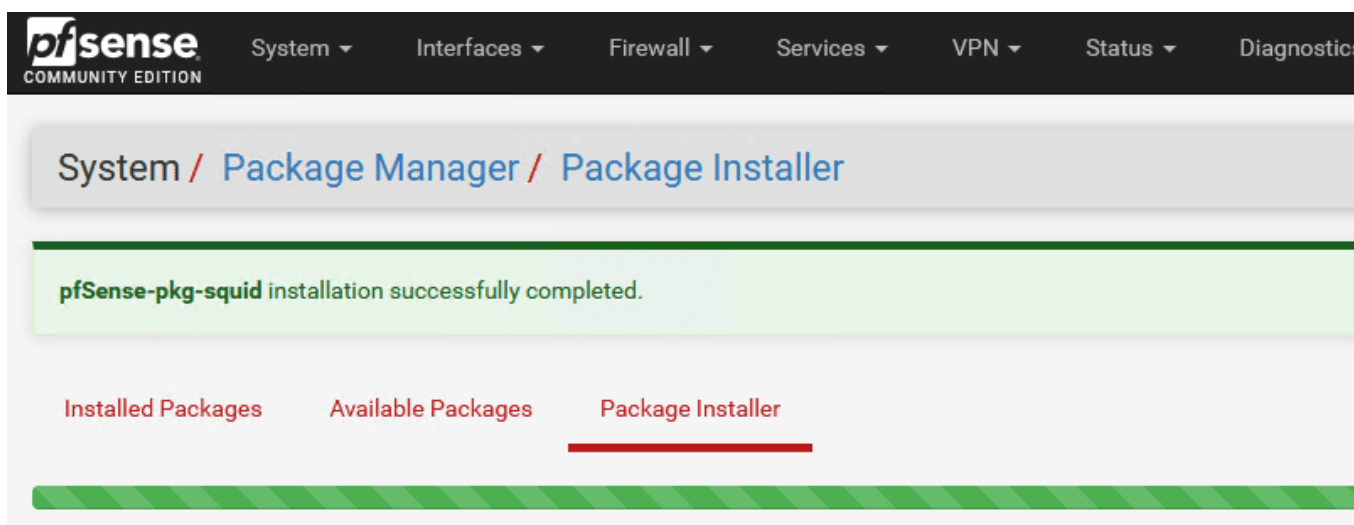 pfsense System Interfaces Firewall Services VPN Status Diagnostics
COMMUNITY EDITION
System / Package Manager / Package Installer
pfSense-pkg-squid installation successfully completed.
Installed Packages Available Packages Package Installer